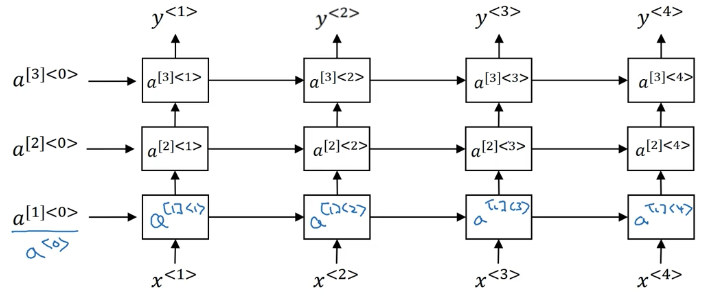 y<1> y<2> y<3> y<4>
a[3]<0> a[3]<1> a[3]<2> a[3]<3> a[3]<4>
a[2]<0> a[2]<1> a[2]<2> a[2]<3> a[2]<4>
a[1]<0> a[1]<1> a[1]<2> a[1]<3> a[1]<4>
a<0>
x<1> x<2> x<3> x<4>